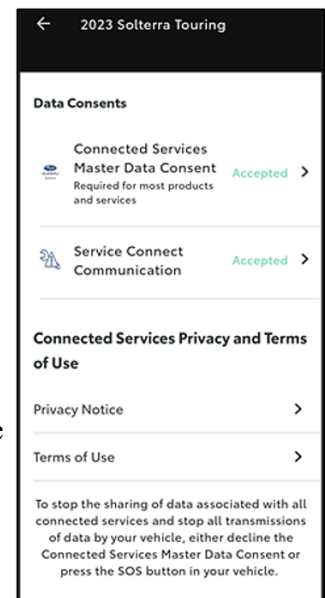 2023 Solterra Touring
Data Consents
Connected Services
Master Data Consent
Required for most products
and services
Accepted
Service Connect
Communication
Accepted
Connected Services Privacy and Terms
of Use
Privacy Notice
e
Terms of Use
To stop the sharing of data associated with all
connected services and stop all transmissions
of data by your vehicle, either decline the
Connected Services Master Data Consent or
press the SOS button in your vehicle.